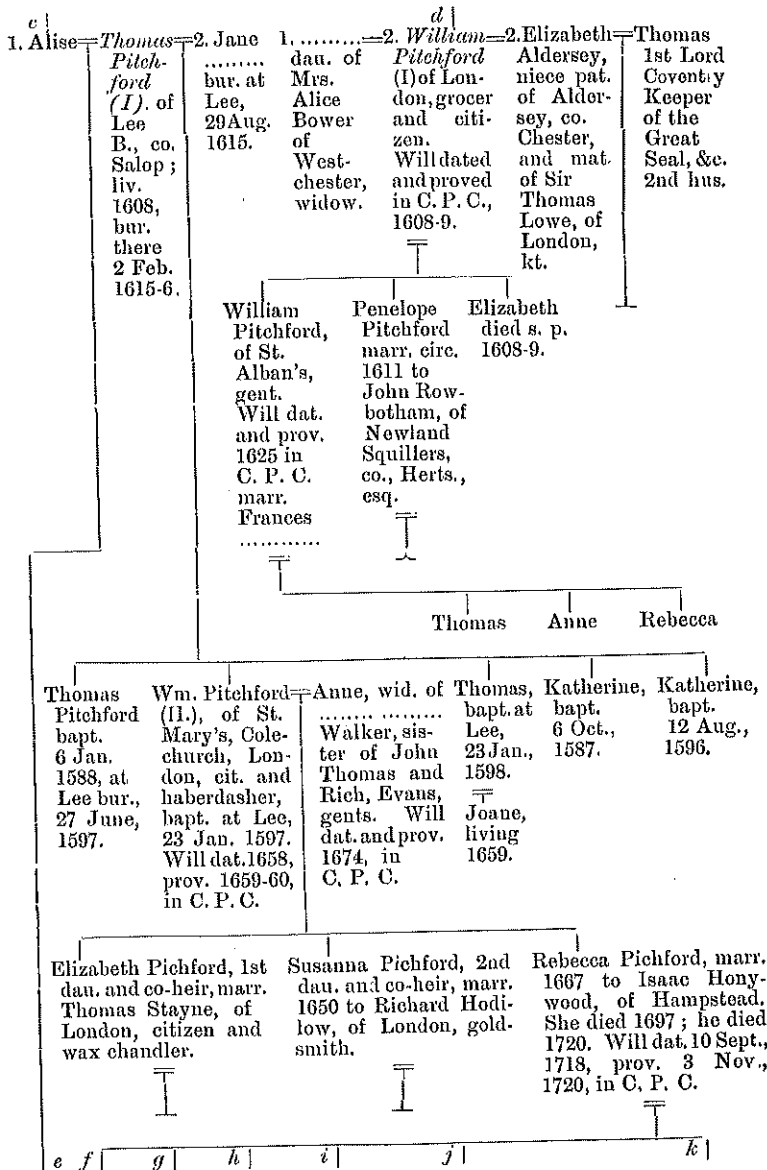 c
d
1. Alise
Thomas
Pitch-
ford
(I). of
Lee
B., co.
Salop ;
liv.
1608,
bur.
there
2 Feb.
1615-6.
2. Jane
.........
bur. at
Lee,
29 Aug.
1615.
1. .........
dau. of
Mrs.
Alice
Bower
of
West-
chester,
widow.
2. William
Pitchford
(I) of Lon-
don, grocer
and citi-
zen.
Will dated
and proved
in C. P. C.,
1608-9.
2. Elizabeth
Aldersey,
niece pat.
of Alder-
sey, co.
Chester,
and mat.
of Sir
Thomas
Lowe, of
London,
kt.
Thomas
1st Lord
Coventy
Keeper
of the
Great
Seal, &c.
2nd hus.
William
Pitchford,
of St.
Alban's,
gent.
Will dat.
and prov.
1625 in
C. P. C.
marr.
Frances
............
Penelope
Pitchford
marr. circ.
1611 to
John Row-
botham, of
Newland
Squillers,
co., Herts.,
esq.
Elizabeth
died s. p.
1608-9.
Thomas
Anne
Rebecca
Thomas
Pitchford
bapt.
6 Jan.
1588, at
Lee bur.,
27 June,
1597.
Wm. Pitchford
(II.), of St.
Mary's, Cole-
church, Lon-
don, cit. and
haberdasher,
bapt. at Lee,
23 Jan. 1597.
Will dat. 1658,
prov. 1659-60,
in C. P. C.
Anne, wid. of
......... .........
Walker, sis-
ter of John
Thomas and
Rich, Evans,
gents. Will
dat. and prov.
1674, in
C. P. C.
Thomas,
bapt. at
Lee,
23 Jan.,
1598.
Joane,
living
1659.
Katherine,
bapt.
6 Oct.,
1587.
Katherine,
bapt.
12 Aug.,
1596.
Elizabeth Pichford, 1st
dau. and co-heir, marr.
Thomas Stayne, of
London, citizen and
wax chandler.
Susanna Pichford, 2nd
dau. and co-heir, marr.
1650 to Richard Hodi-
low, of London, gold-
smith.
Rebecca Pichford, marr.
1667 to Isaac Hony-
wood, of Hampstead.
She died 1697 ; he died
1720. Will dat. 10 Sept.,
1718, prov. 3 Nov.,
1720, in C. P. C.
e f g h i j k